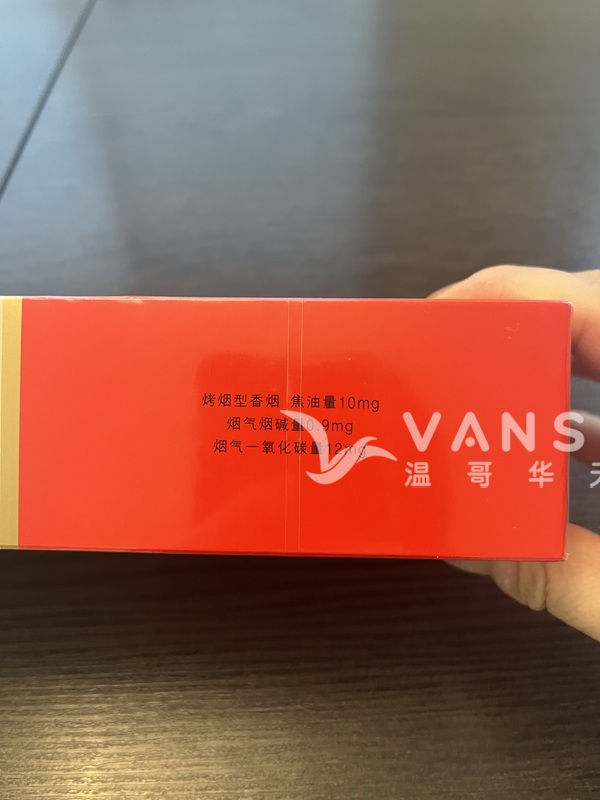 烤烟型香烟 焦油量10mg
烟气烟碱量0.9mg
烟气一氧化碳量12mg
VANS
温哥华